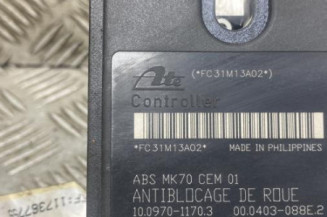 Ate
(*FC31M13A02*)
Controller
*FC31M13A02*
MADE IN PHILIPPINES
ABS MK70 CEM 01
ANTIBLOCAGE DE ROUE
10.0970-1170.3 00.0403-088E.2